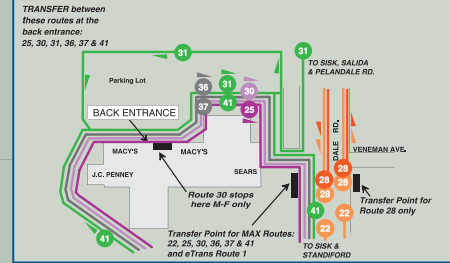 TRANSFER between
these routes at the
back entrance:
25, 30, 31, 36, 37 & 41
31
31
TO SISK, SALIDA
& PELANDALE RD.
Parking Lot
36
31
30
37
41
25
BACK ENTRANCE
DALE RD.
VENEMAN AVE.
MACY'S
MACY'S
J.C. PENNEY
SEARS
28
28
28
28
Route 30 stops
here M-F only
Transfer Point for
Route 28 only
41
22
22
Transfer Point for MAX Routes:
22, 25, 30, 36, 37 & 41
and eTrans Route 1
41
TO SISK &
STANDIFORD